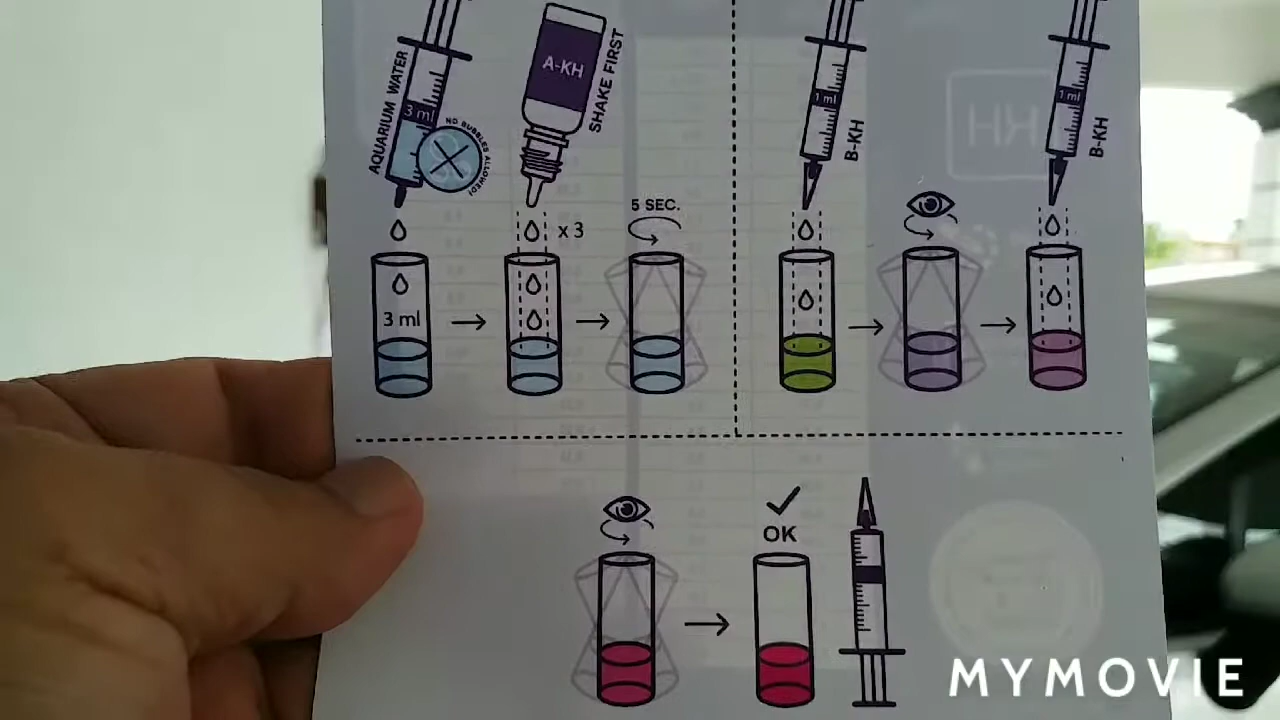 AQUARIUM WATER
3 ml
NO BUBBLES ALLOWED!
A-KH
SHAKE FIRST
x 3
5 SEC.
3 ml
1 ml
B-KH
1 ml
B-KH
KH
OK
MYMOVIE